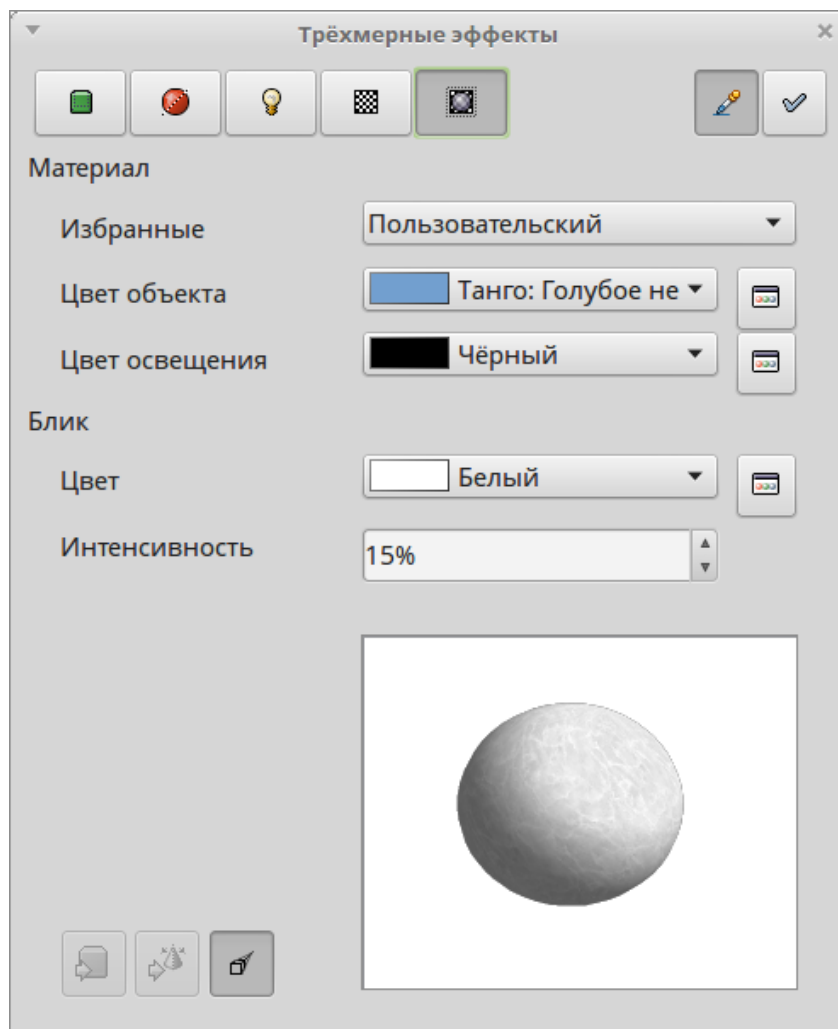 Трёхмерные эффекты
Материал
Избранные Пользовательский
Цвет объекта Танго: Голубое не
Цвет освещения Чёрный
Блик
Цвет Белый
Интенсивность 15%